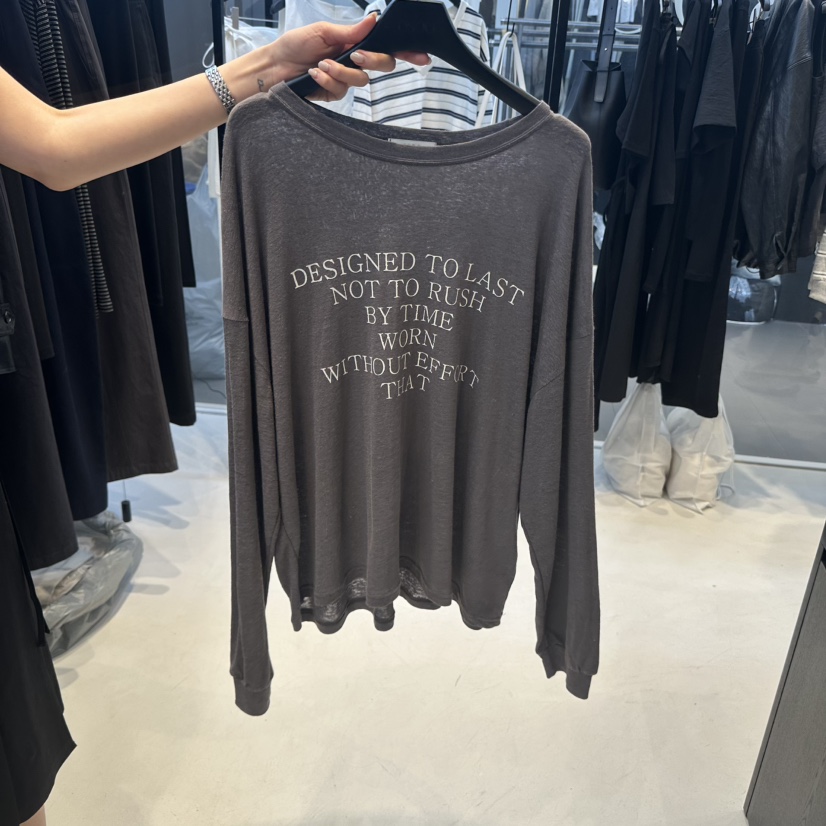 DESIGNED TO LAST
NOT TO RUSH
BY TIME
WORN
WITHOUT EFFORT
THAT